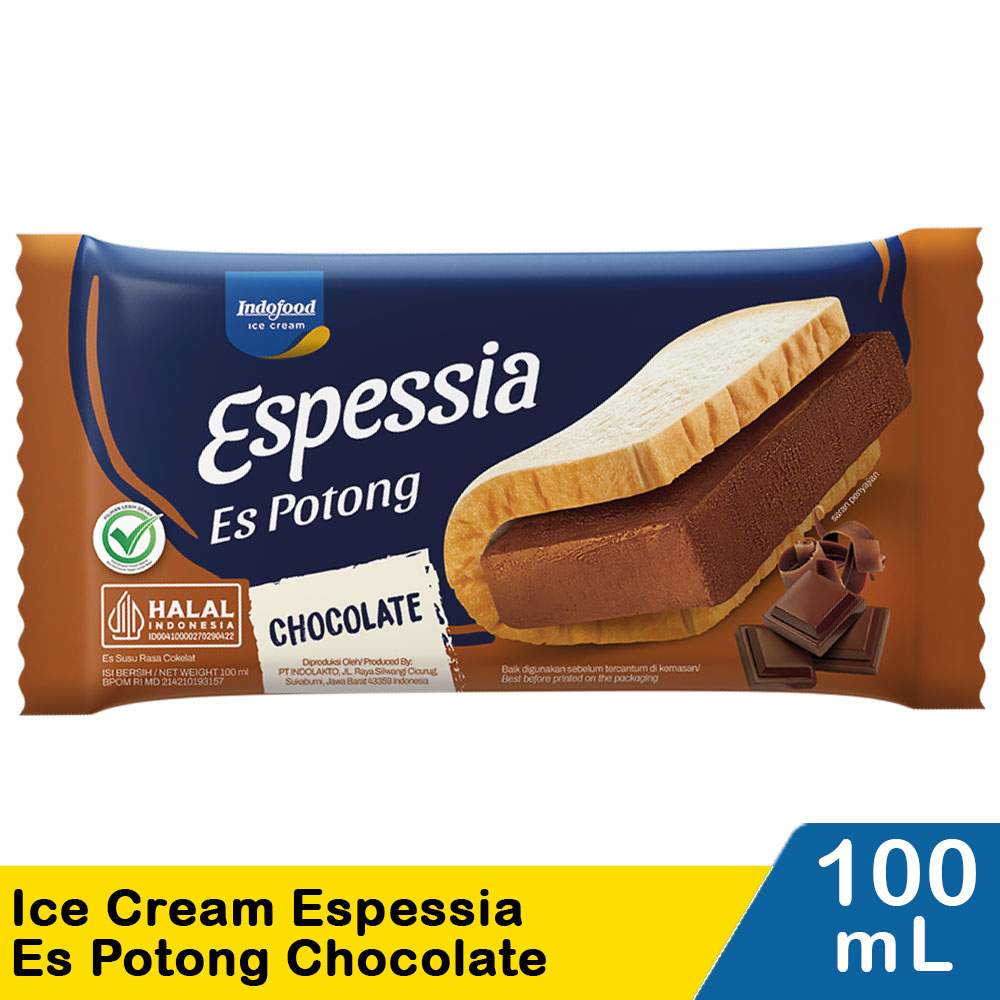 Indofood
ice cream
Espessia
Es Potong
PILIHAN LEBIH SEHAT
HALAL
INDONESIA
ID00410000270290422
CHOCOLATE
saran penyajian
Es Susu Rasa Cokelat
ISI BERSIH / NET WEIGHT 100 ml
BPOM RI MD 214210193157
Diproduksi Oleh/ Produced By:
PT INDOLAKTO, JL. Raya Siliwangi Cicurug,
Sukabumi, Jawa Barat 43359 Indonesia
Baik digunakan sebelum tercantum di kemasan/
Best before printed on the packaging
Ice Cream Espessia
Es Potong Chocolate
100
mL